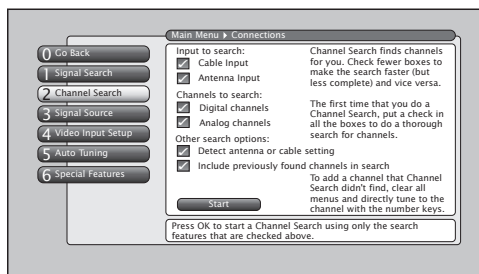 Main Menu ▶ Connections
0 Go Back
1 Signal Search
2 Channel Search
3 Signal Source
4 Video Input Setup
5 Auto Tuning
6 Special Features
Input to search:
✓ Cable Input
✓ Antenna Input
Channels to search:
✓ Digital channels
✓ Analog channels
Other search options:
✓ Detect antenna or cable setting
✓ Include previously found channels in search
Start
Channel Search finds channels
for you. Check fewer boxes to
make the search faster (but
less complete) and vice versa.
The first time that you do a
Channel Search, put a check in
all the boxes to do a thorough
search for channels.
To add a channel that Channel
Search didn't find, clear all
menus and directly tune to the
channel with the number keys.
Press OK to start a Channel Search using only the search
features that are checked above.